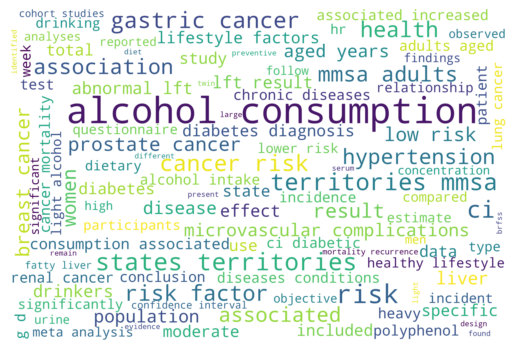 cohort studies
drinking
gastric cancer
associated increased
analyses
reported
diet
preventive
lifestyle factors
hr
health
observed
identified
week
total
aged years
adults aged
association
study
mmsa adults
findings
test
abnormal lft
lft result
follow
relationship
patient
chronic diseases
twin
large
alcohol consumption
lung cancer
questionnaire
diabetes diagnosis
low risk
prostate cancer
lower risk
concentration
different
serum
breast cancer
significant
cancer mortality
light alcohol
women
dietary
cancer risk
hypertension
alcohol intake
territories mmsa
diabetes
state
incidence
compared
high
present
mortality
recurrence
brfss
disease
effect
result
estimate
ci
participants
microvascular complications
men
remain
fatty liver
consumption associated
use
ci diabetic
data
type
states territories
healthy lifestyle
renal cancer
conclusion
diseases conditions
liver
drinkers
risk factor
risk
light
significantly
confidence interval
objective
incident
specific
g d
urine
population
associated
heavy
design
meta analysis
evidence
moderate
included
polyphenol
found